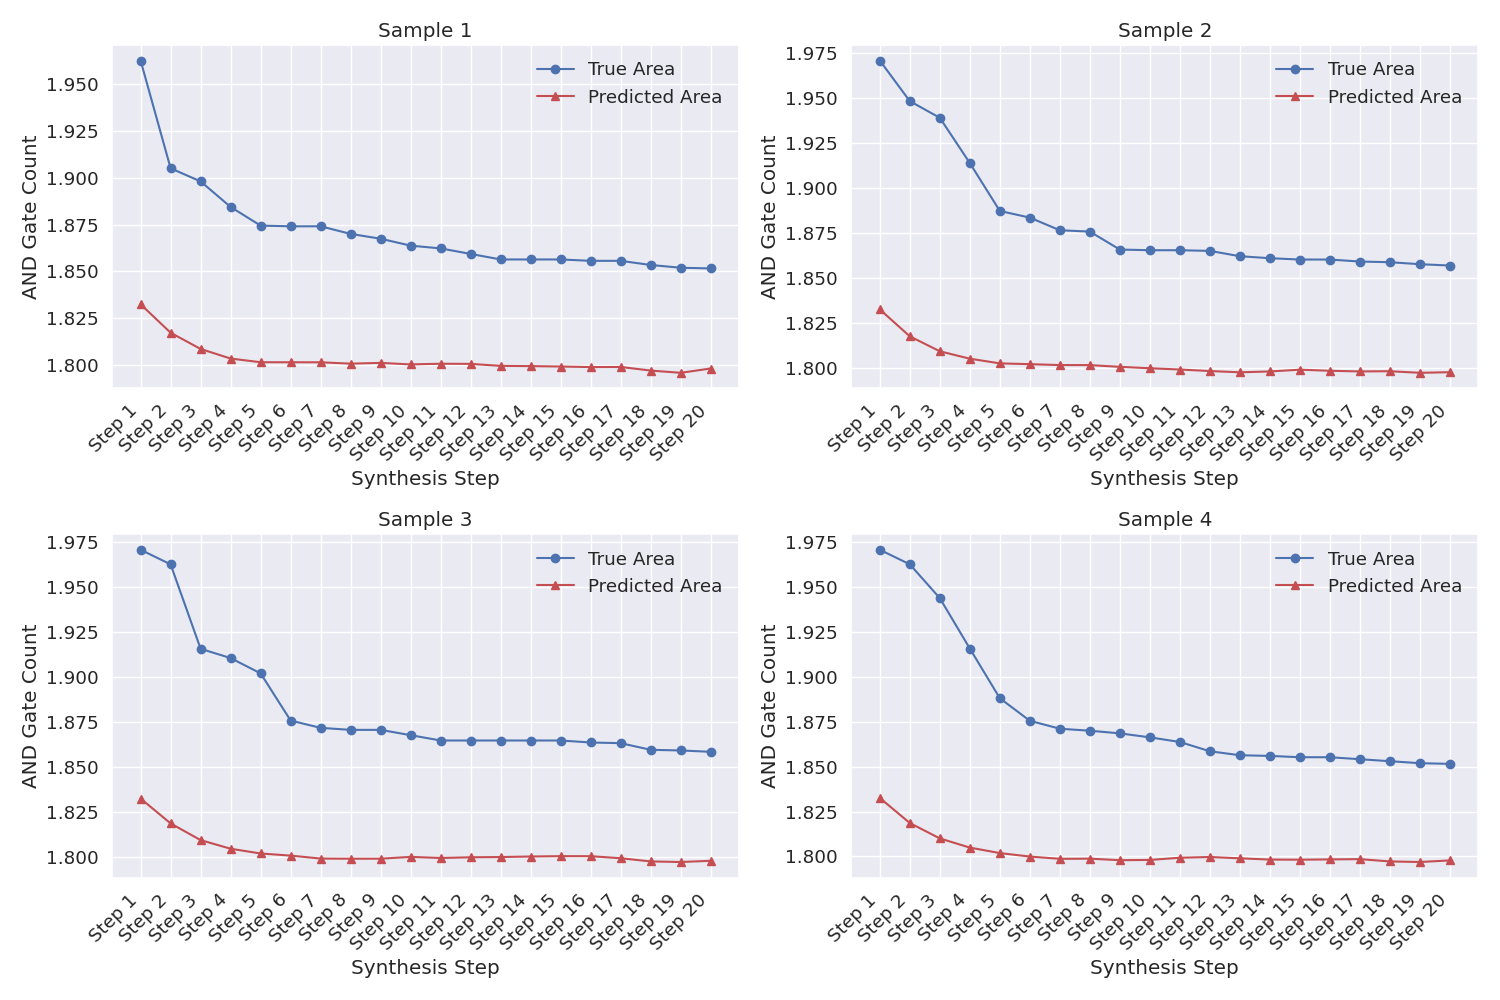 Sample 1
True Area
Predicted Area
AND Gate Count
1.950
1.925
1.900
1.875
1.850
1.825
1.800
Step 1
Step 2
Step 3
Step 4
Step 5
Step 6
Step 7
Step 8
Step 9
Step 10
Step 11
Step 12
Step 13
Step 14
Step 15
Step 16
Step 17
Step 18
Step 19
Step 20
Synthesis Step
Sample 2
True Area
Predicted Area
AND Gate Count
1.975
1.950
1.925
1.900
1.875
1.850
1.825
1.800
Step 1
Step 2
Step 3
Step 4
Step 5
Step 6
Step 7
Step 8
Step 9
Step 10
Step 11
Step 12
Step 13
Step 14
Step 15
Step 16
Step 17
Step 18
Step 19
Step 20
Synthesis Step
Sample 3
True Area
Predicted Area
AND Gate Count
1.975
1.950
1.925
1.900
1.875
1.850
1.825
1.800
Step 1
Step 2
Step 3
Step 4
Step 5
Step 6
Step 7
Step 8
Step 9
Step 10
Step 11
Step 12
Step 13
Step 14
Step 15
Step 16
Step 17
Step 18
Step 19
Step 20
Synthesis Step
Sample 4
True Area
Predicted Area
AND Gate Count
1.975
1.950
1.925
1.900
1.875
1.850
1.825
1.800
Step 1
Step 2
Step 3
Step 4
Step 5
Step 6
Step 7
Step 8
Step 9
Step 10
Step 11
Step 12
Step 13
Step 14
Step 15
Step 16
Step 17
Step 18
Step 19
Step 20
Synthesis Step